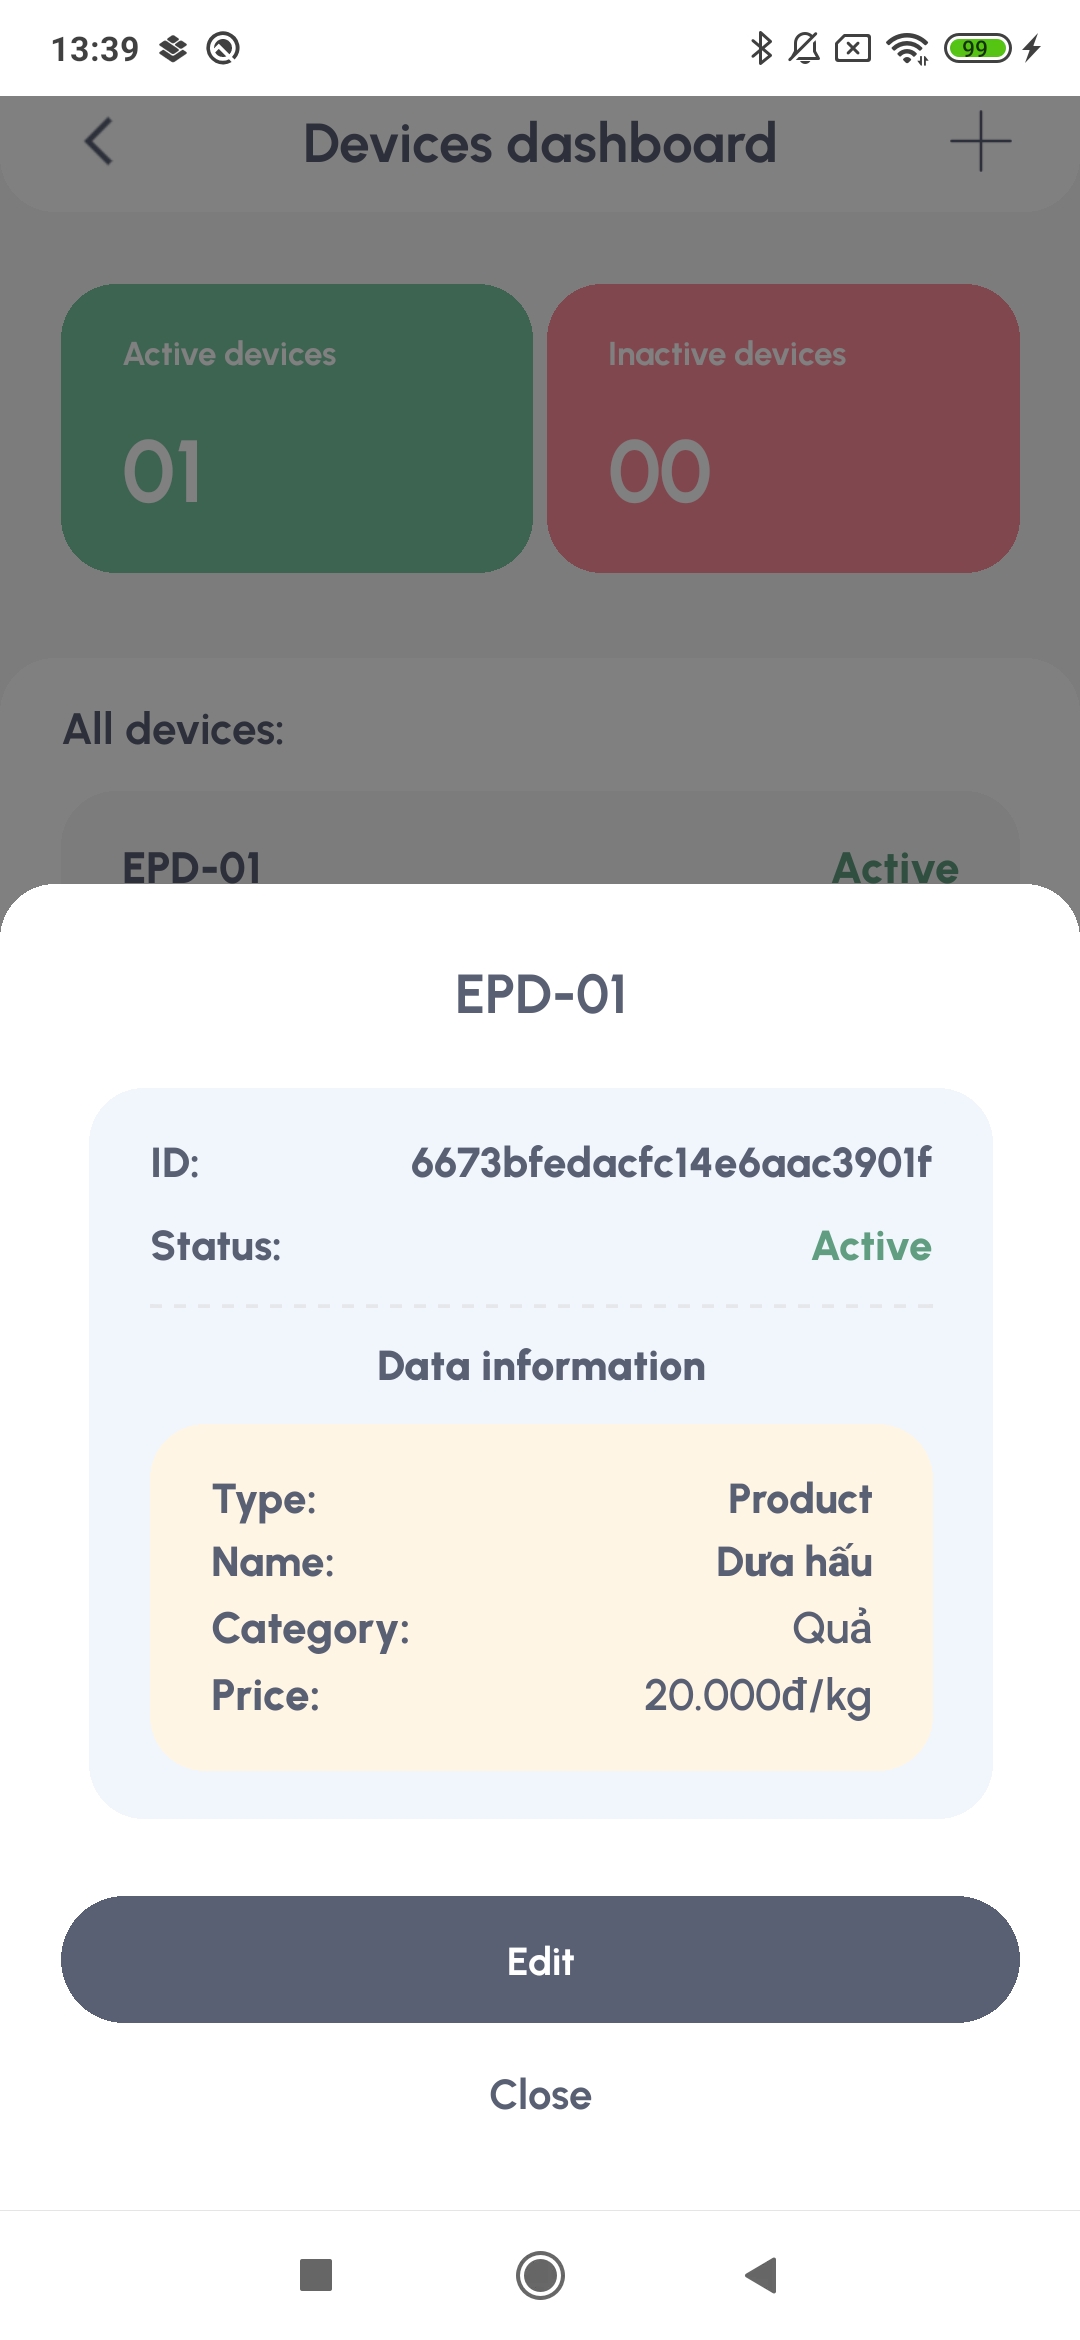 13:39
99
Devices dashboard
Active devices
Inactive devices
01
00
All devices:
EPD-01
Active
EPD-01
ID: 6673bfedacfc14e6aac3901f
Status: Active
Data information
Type: Product
Name: Dưa hấu
Category: Quả
Price: 20.000đ/kg
Edit
Close